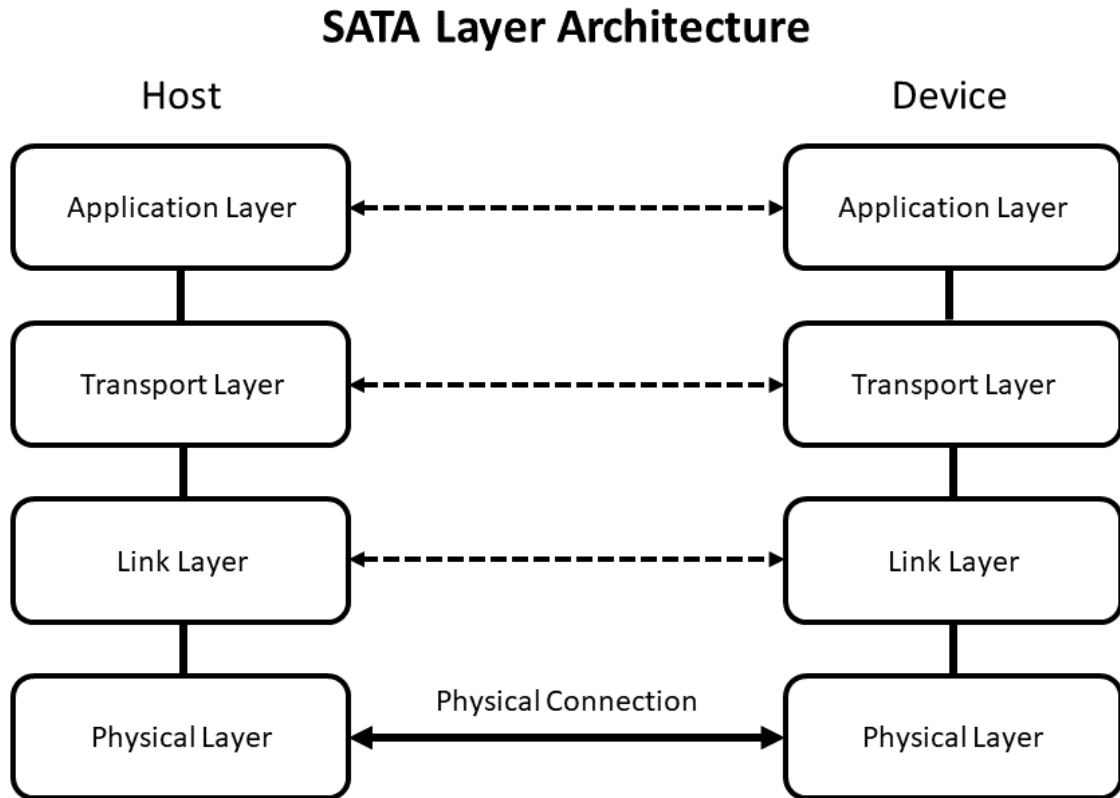 SATA Layer Architecture
Host
Device
Application Layer
Application Layer
Transport Layer
Transport Layer
Link Layer
Link Layer
Physical Connection
Physical Layer
Physical Layer